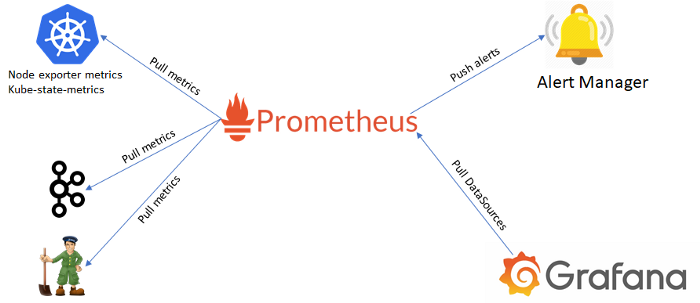 Node exporter metrics
Kube-state-metrics
Pull metrics
Pull metrics
Pull metrics
Prometheus
Push alerts
Alert Manager
Pull DataSources
Grafana